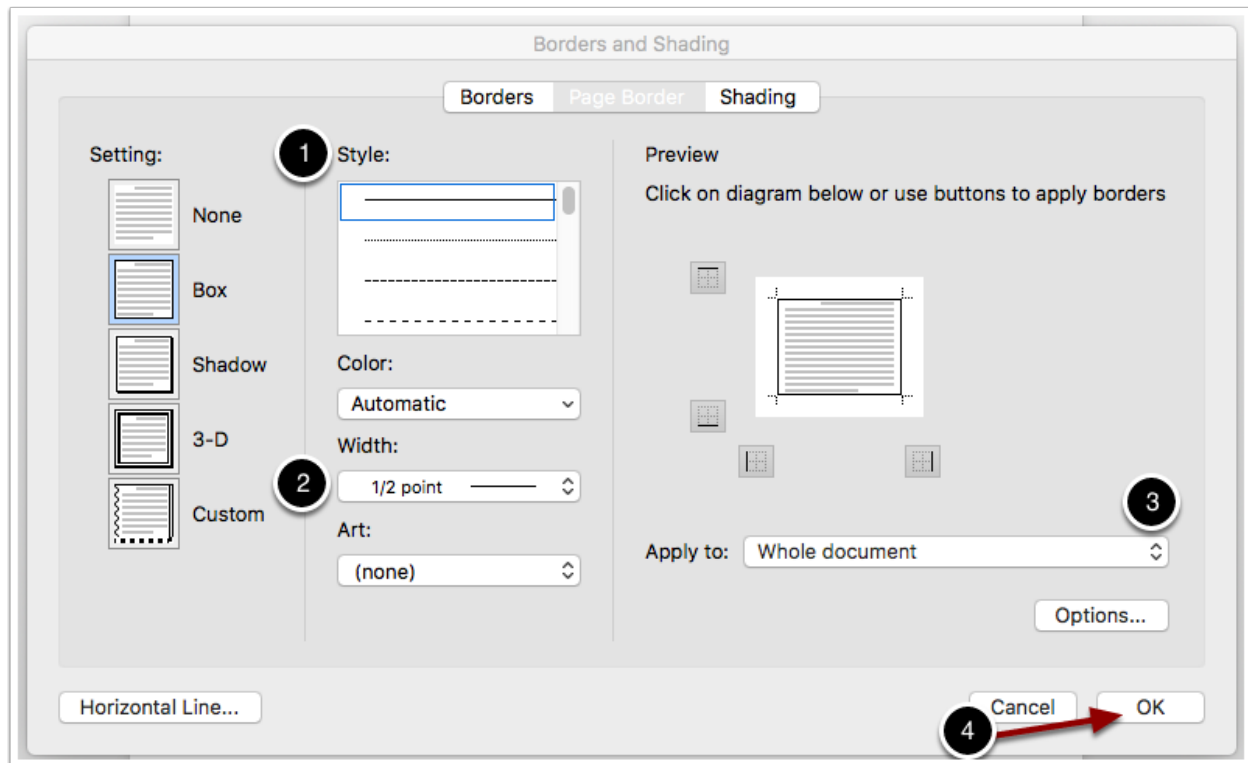 Borders and Shading
Borders Page Border Shading
Setting:
None
Box
Shadow
3-D
Custom
1 Style:
Color:
Automatic
Width:
2 1/2 point
Art:
(none)
Preview
Click on diagram below or use buttons to apply borders
3
Apply to: Whole document
Options...
Horizontal Line...
Cancel OK
4